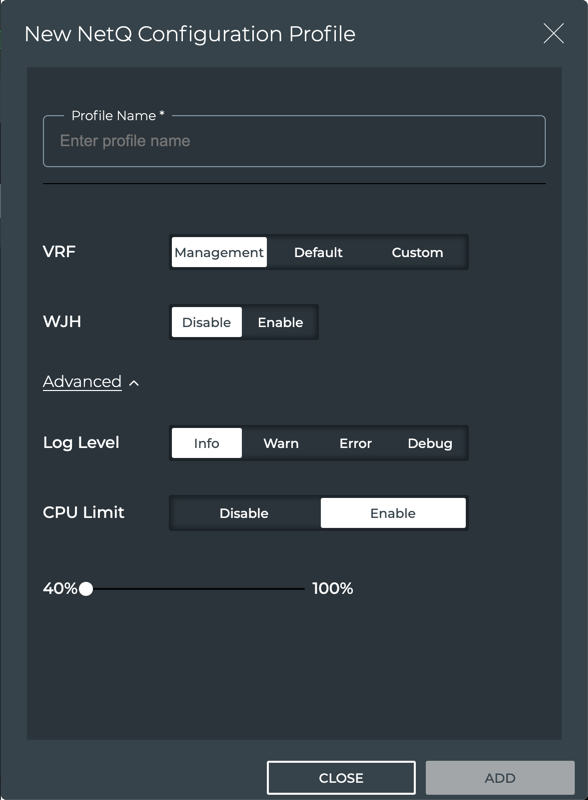 New NetQ Configuration Profile
Profile Name *
Enter profile name
VRF Management Default Custom
WJH Disable Enable
Advanced
Log Level Info Warn Error Debug
CPU Limit Disable Enable
40% 100%
CLOSE ADD